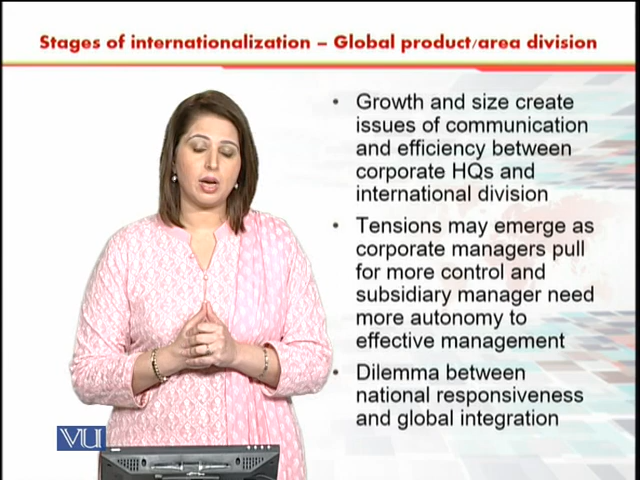 Stages of internationalization – Global product/area division
• Growth and size create
issues of communication
and efficiency between
corporate HQs and
international division
• Tensions may emerge as
corporate managers pull
for more control and
subsidiary manager need
more autonomy to
effective management
• Dilemma between
national responsiveness
and global integration
VU